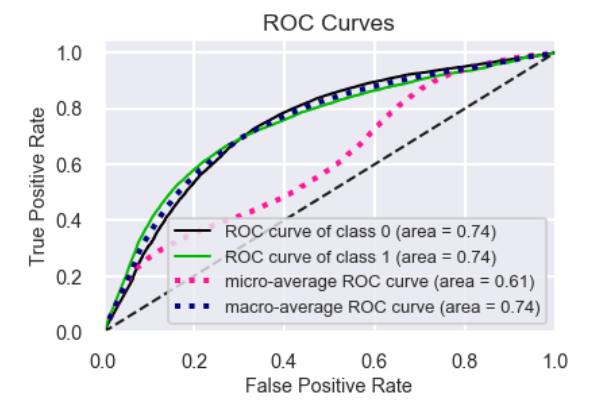 ROC Curves
True Positive Rate
1.0
0.8
0.6
0.4
0.2
0.0
ROC curve of class 0 (area = 0.74)
ROC curve of class 1 (area = 0.74)
micro-average ROC curve (area = 0.61)
macro-average ROC curve (area = 0.74)
0.0 0.2 0.4 0.6 0.8 1.0
False Positive Rate